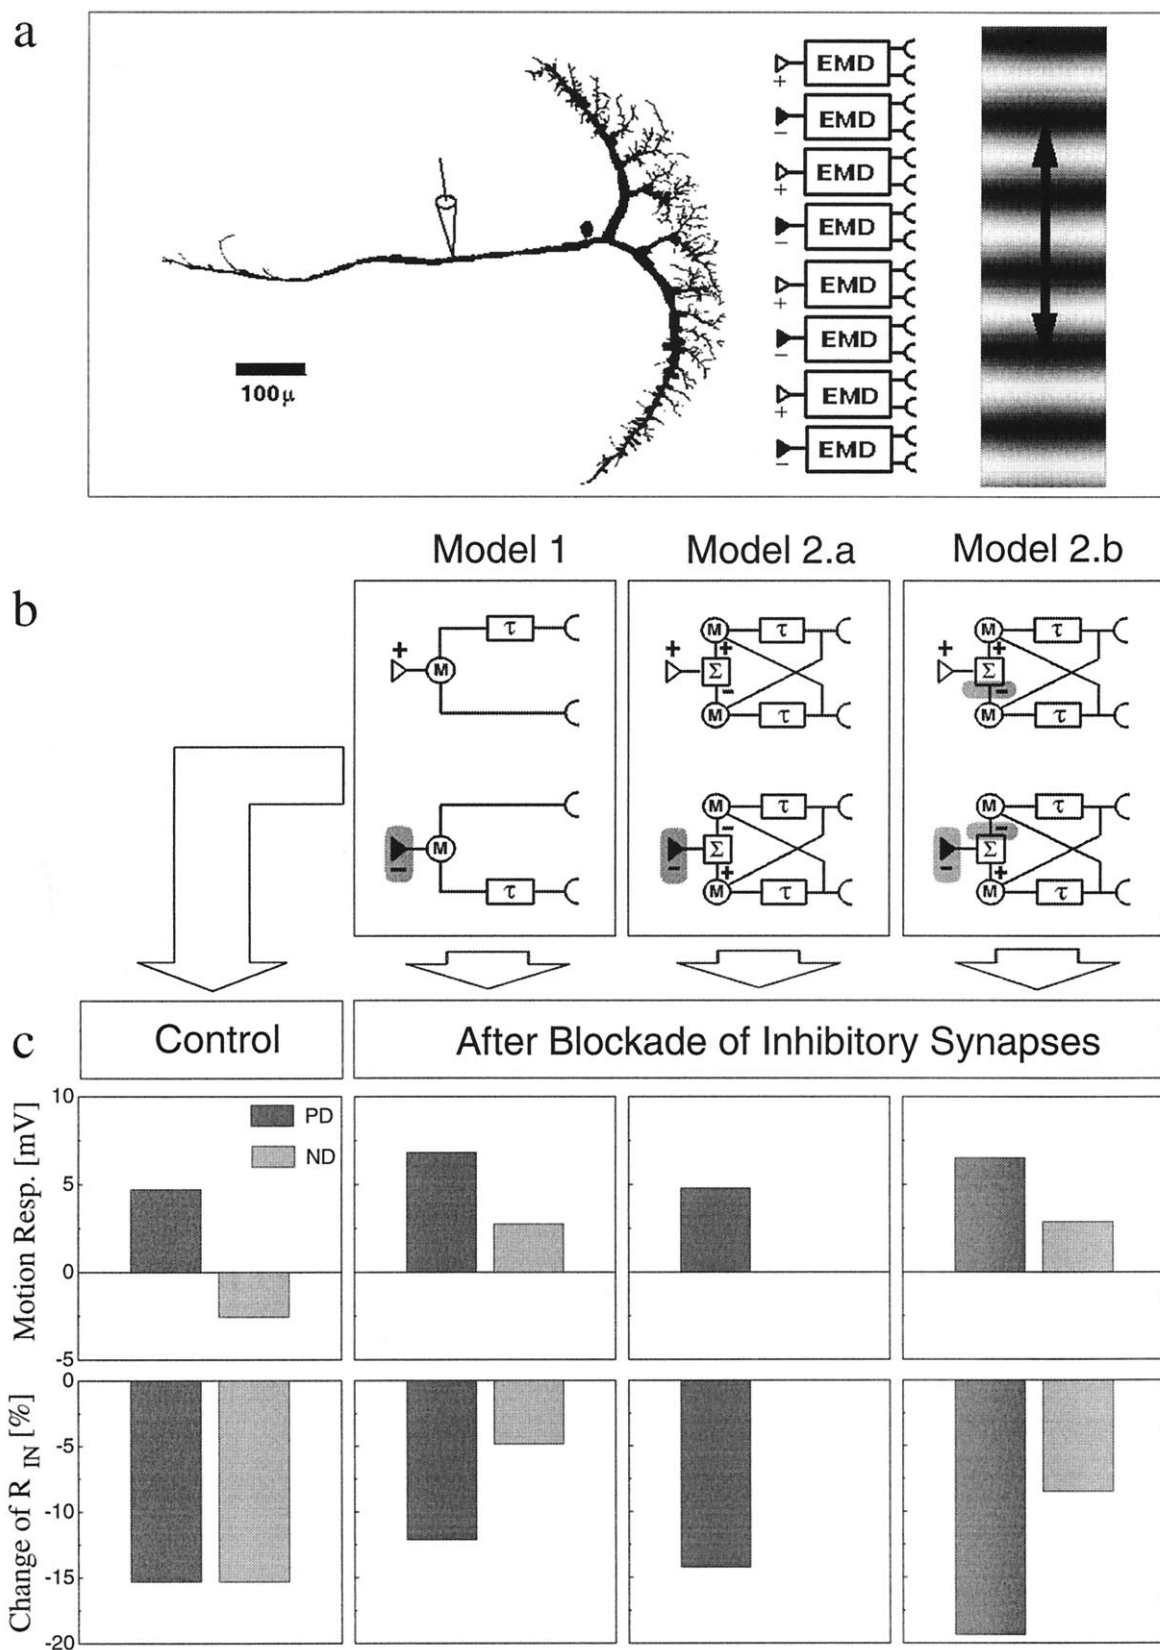 a
+ EMD
− EMD
+ EMD
− EMD
+ EMD
− EMD
+ EMD
− EMD
100 μ
Model 1 Model 2.a Model 2.b
b
τ M τ M τ
+ M + Σ + + Σ +
− −
M τ M τ
M τ M τ
− −
− M − Σ − Σ
+ +
τ M τ M τ
c
Control After Blockade of Inhibitory Synapses
Motion Resp. [mV]
10
5
0
-5
PD
ND
Change of R IN [%]
0
-5
-10
-15
-20